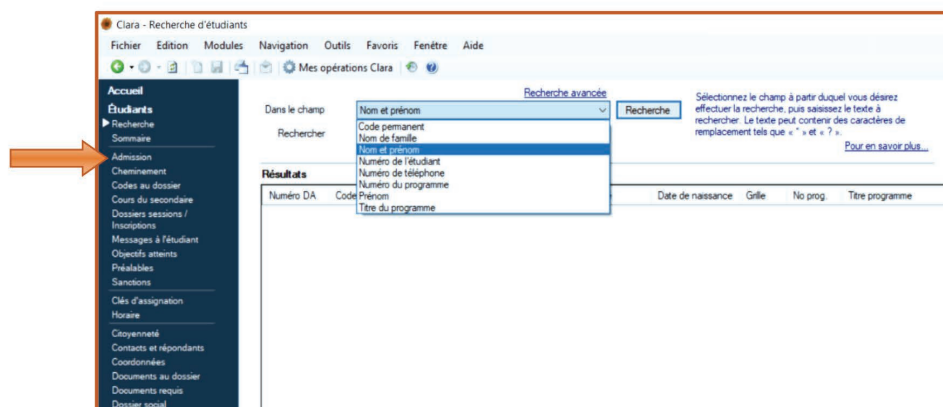 Clara - Recherche d'étudiants
Fichier Edition Modules Navigation Outils Favoris Fenêtre Aide
Mes opérations Clara
Accueil
Étudiants
Recherche
Sommaire
Admission
Cheminement
Codes au dossier
Cours du secondaire
Dossiers sessions /
Inscriptions
Messages à l'étudiant
Objectifs atteints
Préalables
Sanctions
Clés d'assignation
Horaire
Citoyenneté
Contacts et répondants
Coordonnées
Documents au dossier
Documents requis
Dossier social
Recherche avancée
Dans le champ Nom et prénom Recherche
Rechercher
Code permanent
Nom de famille
Nom et prénom
Numéro de l'étudiant
Numéro de téléphone
Numéro du programme
Prénom
Titre du programme
Sélectionnez le champ à partir duquel vous désirez
effectuer la recherche, puis saisissez le texte à
rechercher. Le texte peut contenir des caractères de
remplacement tels que « * » et « ? ».
Pour en savoir plus...
Résultats
Numéro DA Code Date de naissance Grille No prog. Titre programme